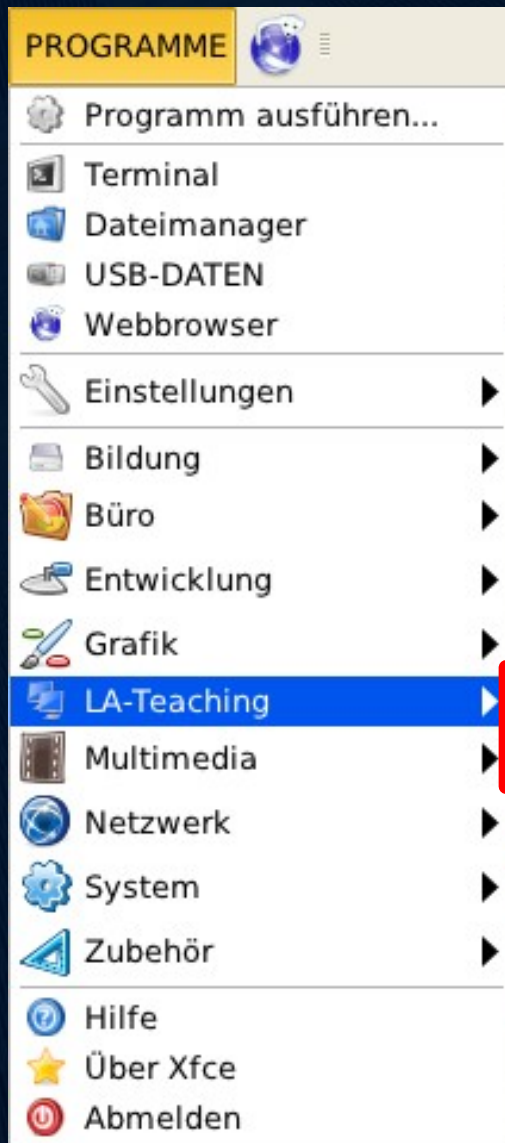 PROGRAMME
Programm ausführen...
Terminal
Dateimanager
USB-DATEN
Webbrowser
Einstellungen
Bildung
Büro
Entwicklung
Grafik
LA-Teaching
Multimedia
Netzwerk
System
Zubehör
Hilfe
Über Xfce
Abmelden